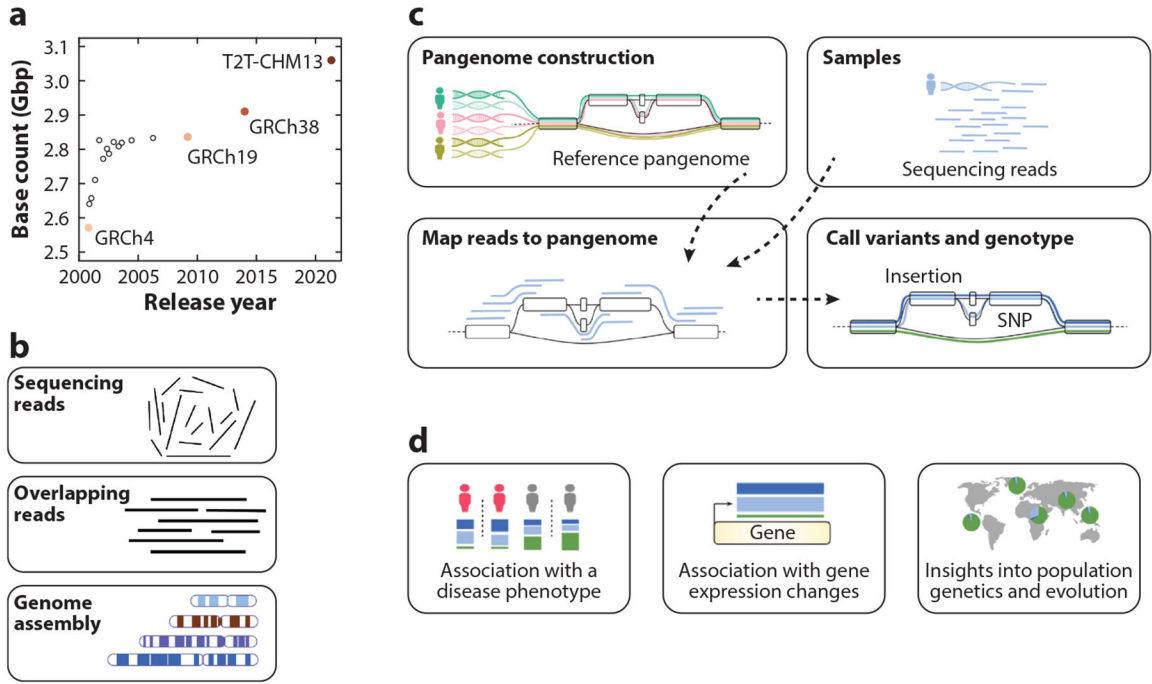 a
3.1
3.0
2.9
2.8
2.7
2.6
2.5
Base count (Gbp)
T2T-CHM13
GRCh38
GRCh19
GRCh4
2000
2005
2010
2015
2020
Release year
b
Sequencing
reads
Overlapping
reads
Genome
assembly
c
Pangenome construction
Reference pangenome
Samples
Sequencing reads
Map reads to pangenome
Call variants and genotype
Insertion
SNP
d
Association with a
disease phenotype
Gene
Association with gene
expression changes
Insights into population
genetics and evolution